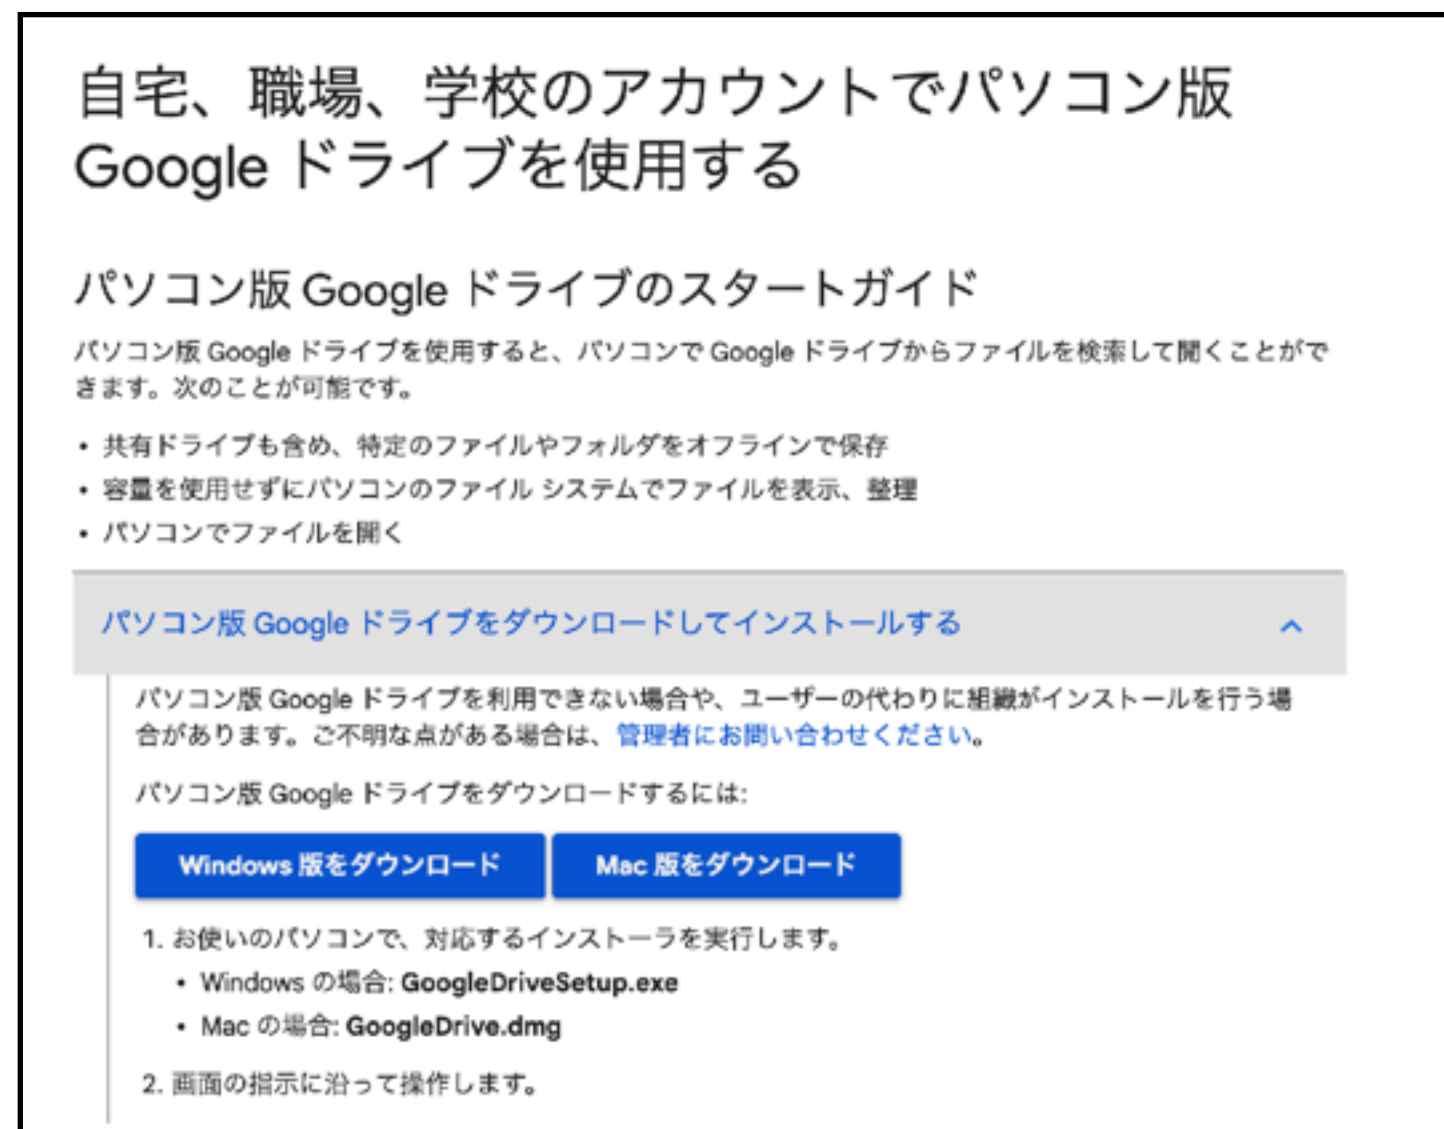 自宅、職場、学校のアカウントでパソコン版
Google ドライブを使用する
パソコン版 Google ドライブのスタートガイド
パソコン版 Google ドライブを使用すると、パソコンで Google ドライブからファイルを検索して開くことがで
きます。次のことが可能です。
• 共有ドライブも含め、特定のファイルやフォルダをオフラインで保存
• 容量を使用せずにパソコンのファイル システムでファイルを表示、整理
• パソコンでファイルを開く
パソコン版 Google ドライブをダウンロードしてインストールする
パソコン版 Google ドライブを利用できない場合や、ユーザーの代わりに組織がインストールを行う場
合があります。ご不明な点がある場合は、管理者にお問い合わせください。
パソコン版 Google ドライブをダウンロードするには:
Windows 版をダウンロード Mac 版をダウンロード
1. お使いのパソコンで、対応するインストーラを実行します。
• Windows の場合: GoogleDriveSetup.exe
• Mac の場合: GoogleDrive.dmg
2. 画面の指示に沿って操作します。